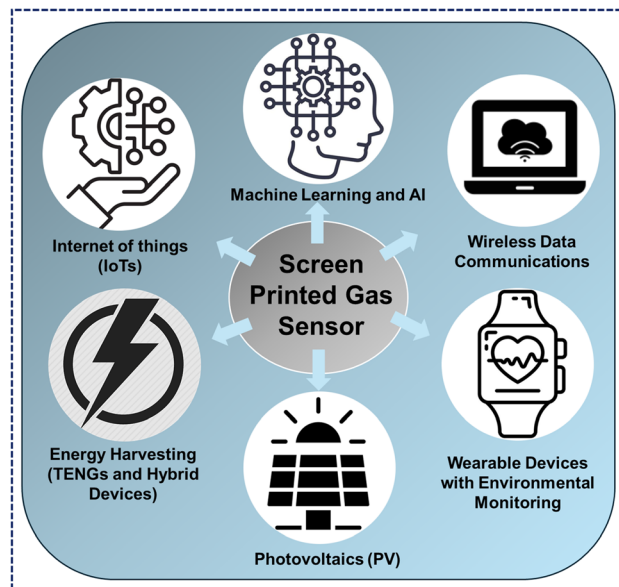 Machine Learning and AI
Internet of things
(IoTs)
Wireless Data
Communications
Screen
Printed Gas
Sensor
Energy Harvesting
(TENGs and Hybrid
Devices)
Wearable Devices
with Environmental
Monitoring
Photovoltaics (PV)